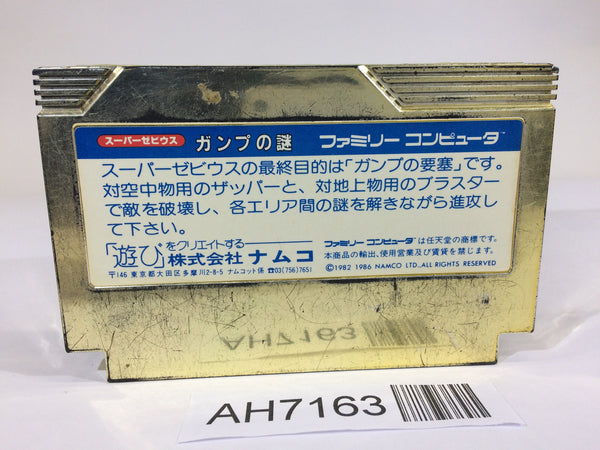 スーパーゼビウス ガンプの謎 ファミリー コンピュータ™
スーパーゼビウスの最終目的は「ガンプの要塞」です。
対空中物用のザッパーと、対地上物用のブラスター
で敵を破壊し、各エリア間の謎を解きながら進攻し
て下さい。
「遊び」をクリエイトする
株式会社 ナムコ
〒146 東京都大田区多摩川2-8-5 ナムコット係 ☎03(756)7651
ファミリー コンピュータ™は任天堂の商標です。
本商品の輸出、使用営業及び賃貸を禁じます。
©1982 1986 NAMCO LTD.,ALL RIGHTS RESERVED
AH7163
AH7163